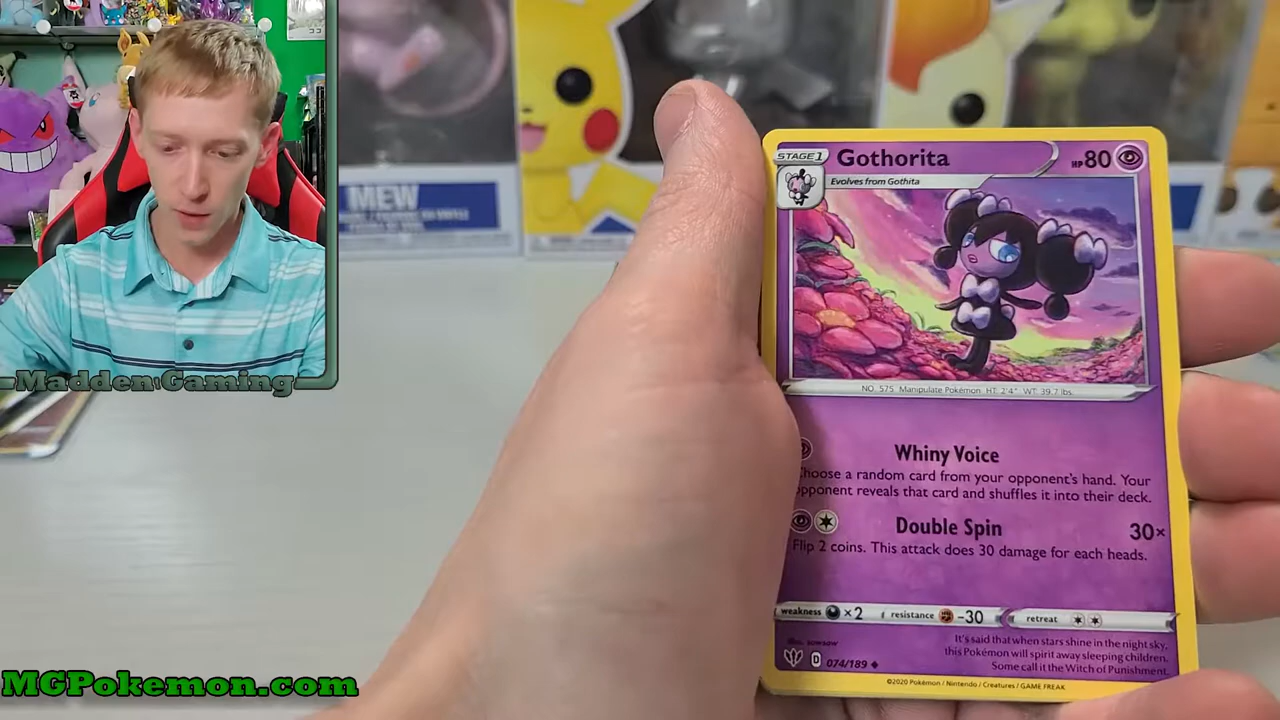 MEW
STAGE 1
Gothorita
HP 80
Evolves from Gothita
NO. 575 Manipulate Pokémon HT: 2'4" WT: 39.7 lbs.
Whiny Voice
Choose a random card from your opponent's hand. Your
opponent reveals that card and shuffles it into their deck.
Double Spin 30×
Flip 2 coins. This attack does 30 damage for each heads.
weakness ×2 resistance -30 retreat
It's said that when stars shine in the night sky,
this Pokémon will spirit away sleeping children.
Some call it the Witch of Punishment.
D 074/189
©2020 Pokémon / Nintendo / Creatures / GAME FREAK
Madden Gaming
MGPokemon.com